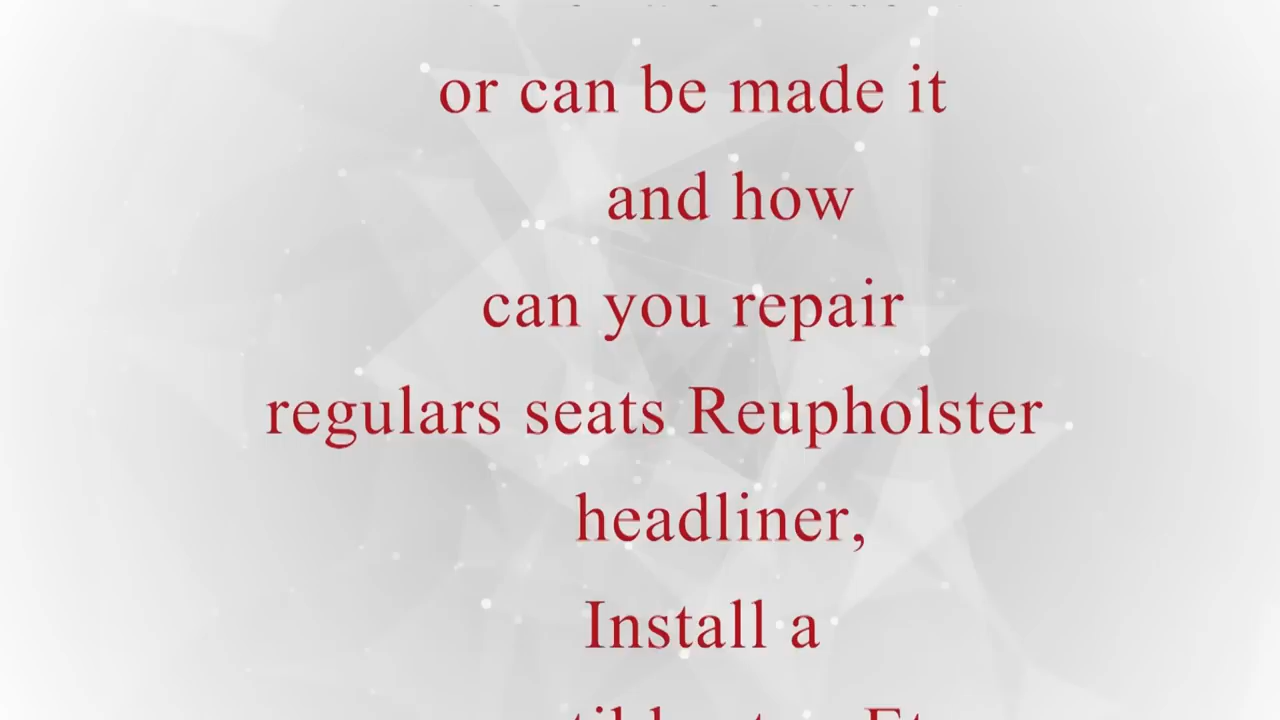 or can be made it
and how
can you repair
regulars seats Reupholster
headliner,
Install a